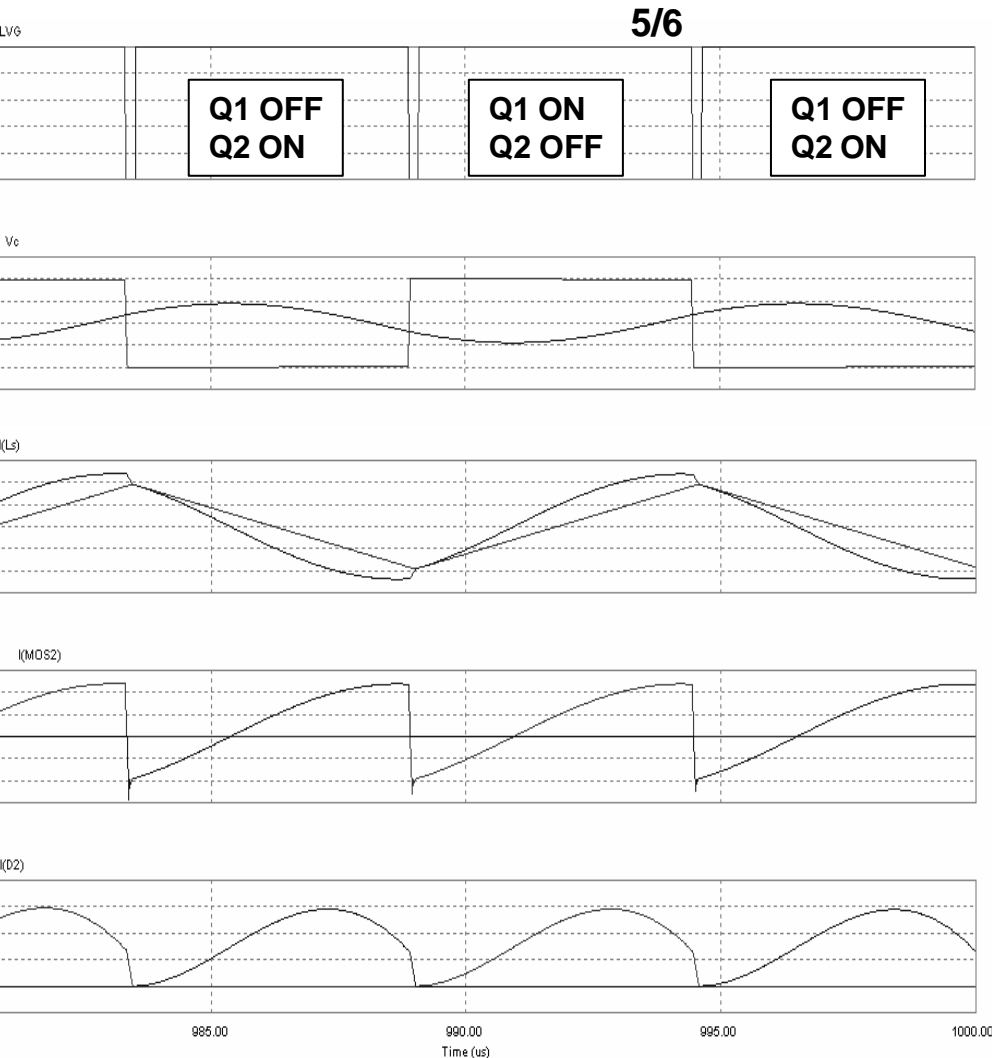 5/6
LVG
Q1 OFF
Q2 ON
Q1 ON
Q2 OFF
Q1 OFF
Q2 ON
Vc
I(Ls)
I(MOS2)
I(D2)
985.00 990.00 995.00 1000.00
Time (us)